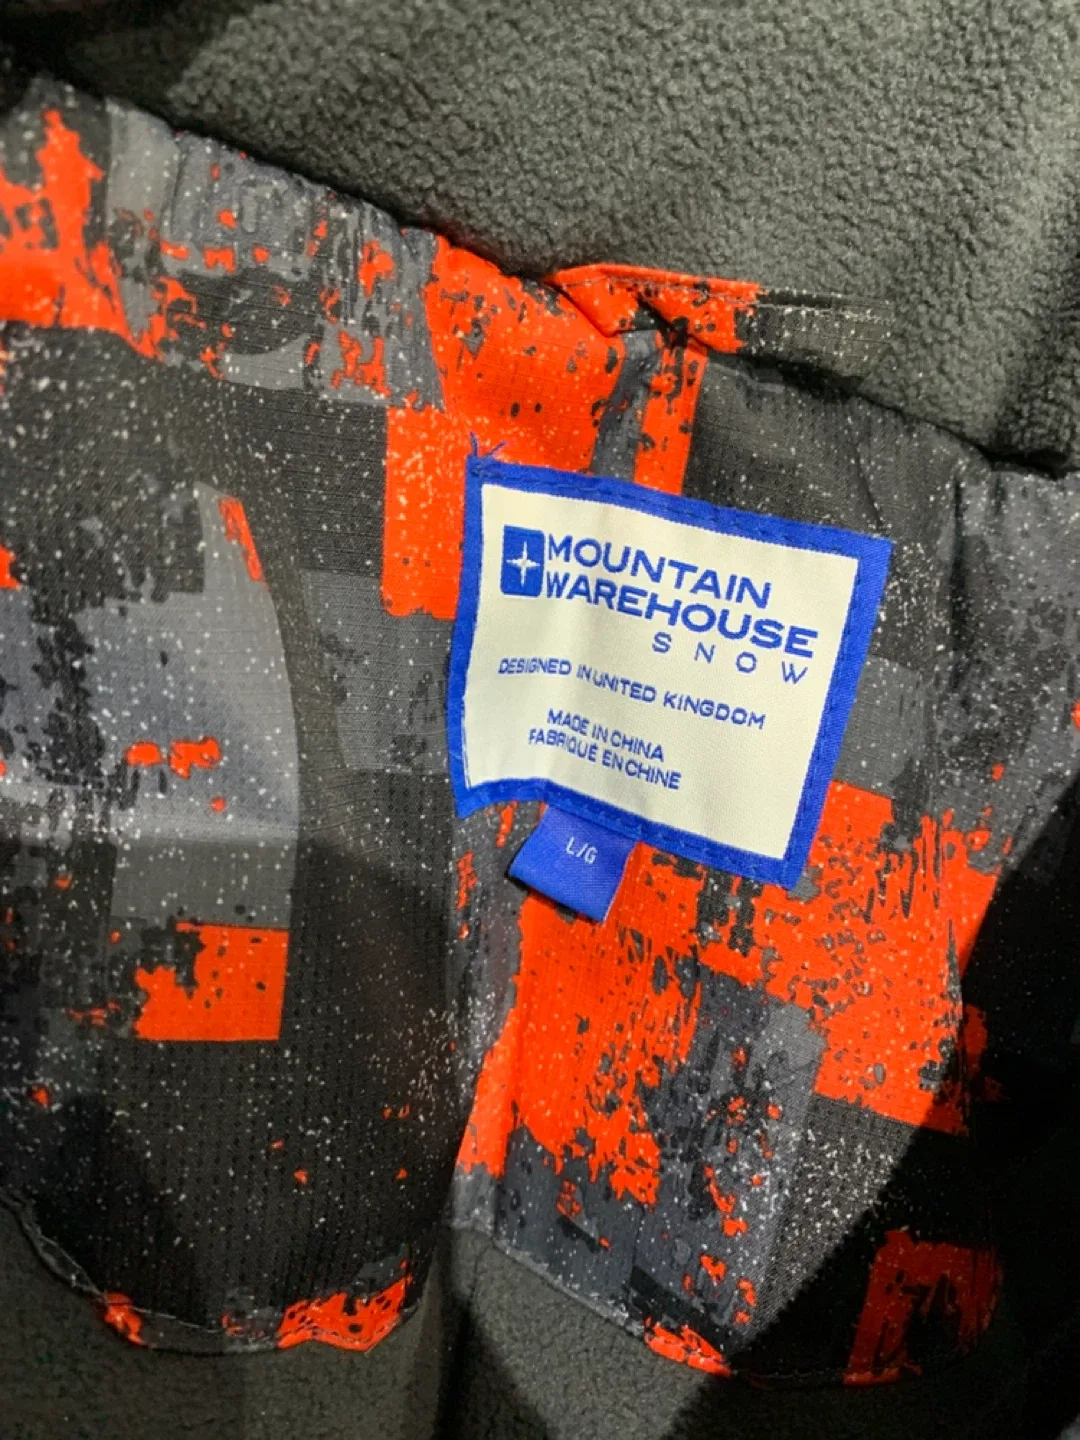 MOUNTAIN
WAREHOUSE
SNOW
DESIGNED IN UNITED KINGDOM
MADE IN CHINA
FABRIQUÉ EN CHINE
L/G